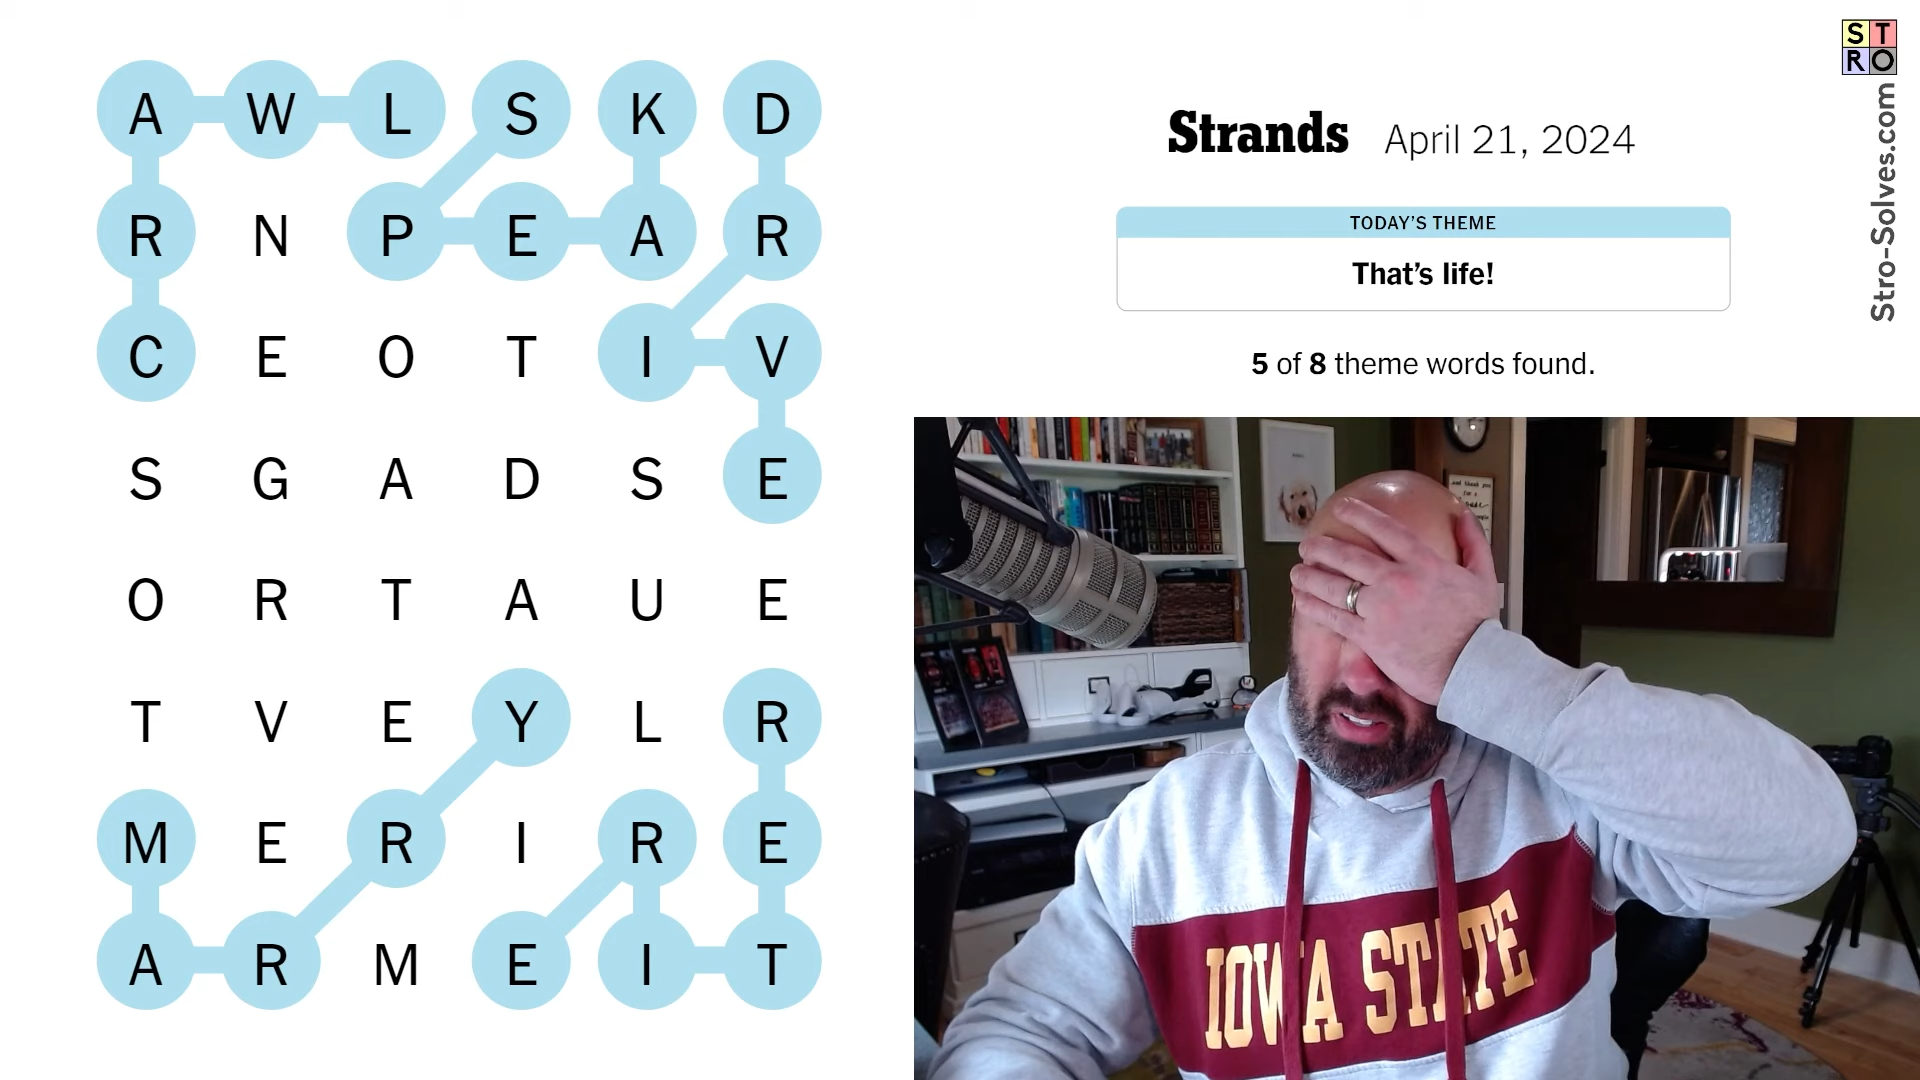 A W L S K D
R N P E A R
C E O T I V
S G A D S E
O R T A U E
T V E Y L R
M E R I R E
A R M E I T
Strands April 21, 2024
TODAY'S THEME
That's life!
5 of 8 theme words found.
S T
R O
Stro-Solves.com
IOWA STATE